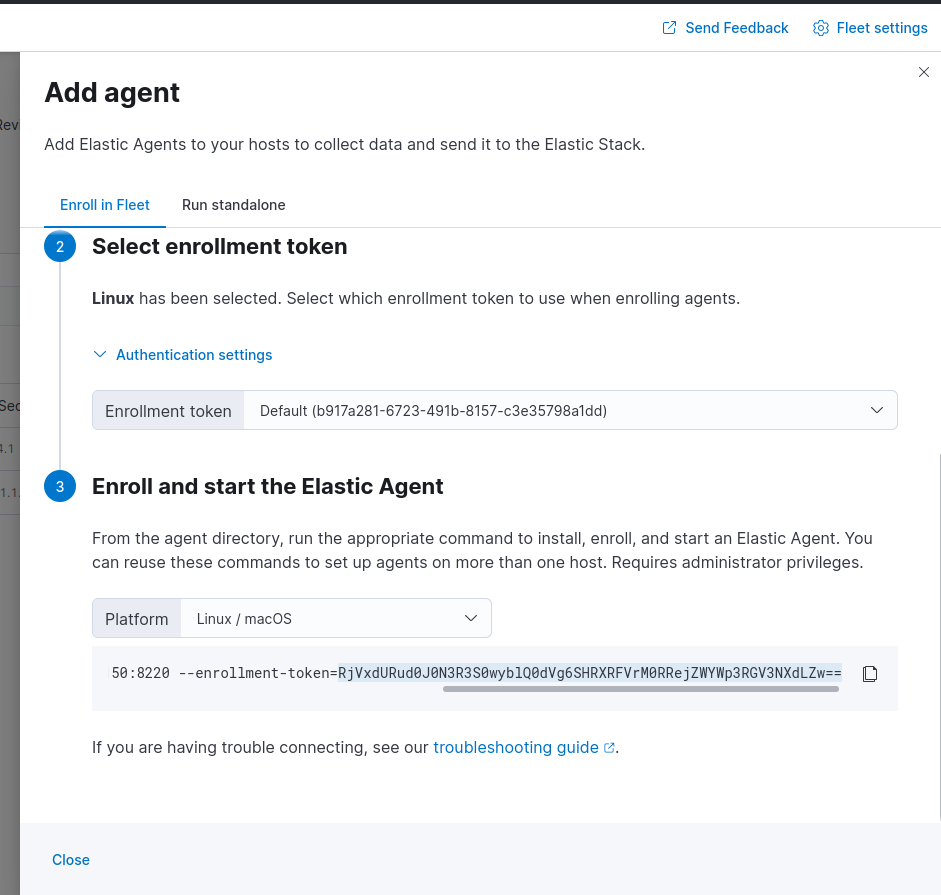 Send Feedback
Fleet settings
Add agent
Add Elastic Agents to your hosts to collect data and send it to the Elastic Stack.
Enroll in Fleet
Run standalone
2
Select enrollment token
Linux has been selected. Select which enrollment token to use when enrolling agents.
Authentication settings
Enrollment token
Default (b917a281-6723-491b-8157-c3e35798a1dd)
3
Enroll and start the Elastic Agent
From the agent directory, run the appropriate command to install, enroll, and start an Elastic Agent. You
can reuse these commands to set up agents on more than one host. Requires administrator privileges.
Platform
Linux / macOS
50:8220 --enrollment-token=RjVxdURud0J0N3R3S0wyblQ0dVg6SHRXRFVrM0RRejZWYWp3RGV3NXdLZw==
If you are having trouble connecting, see our troubleshooting guide.
Close